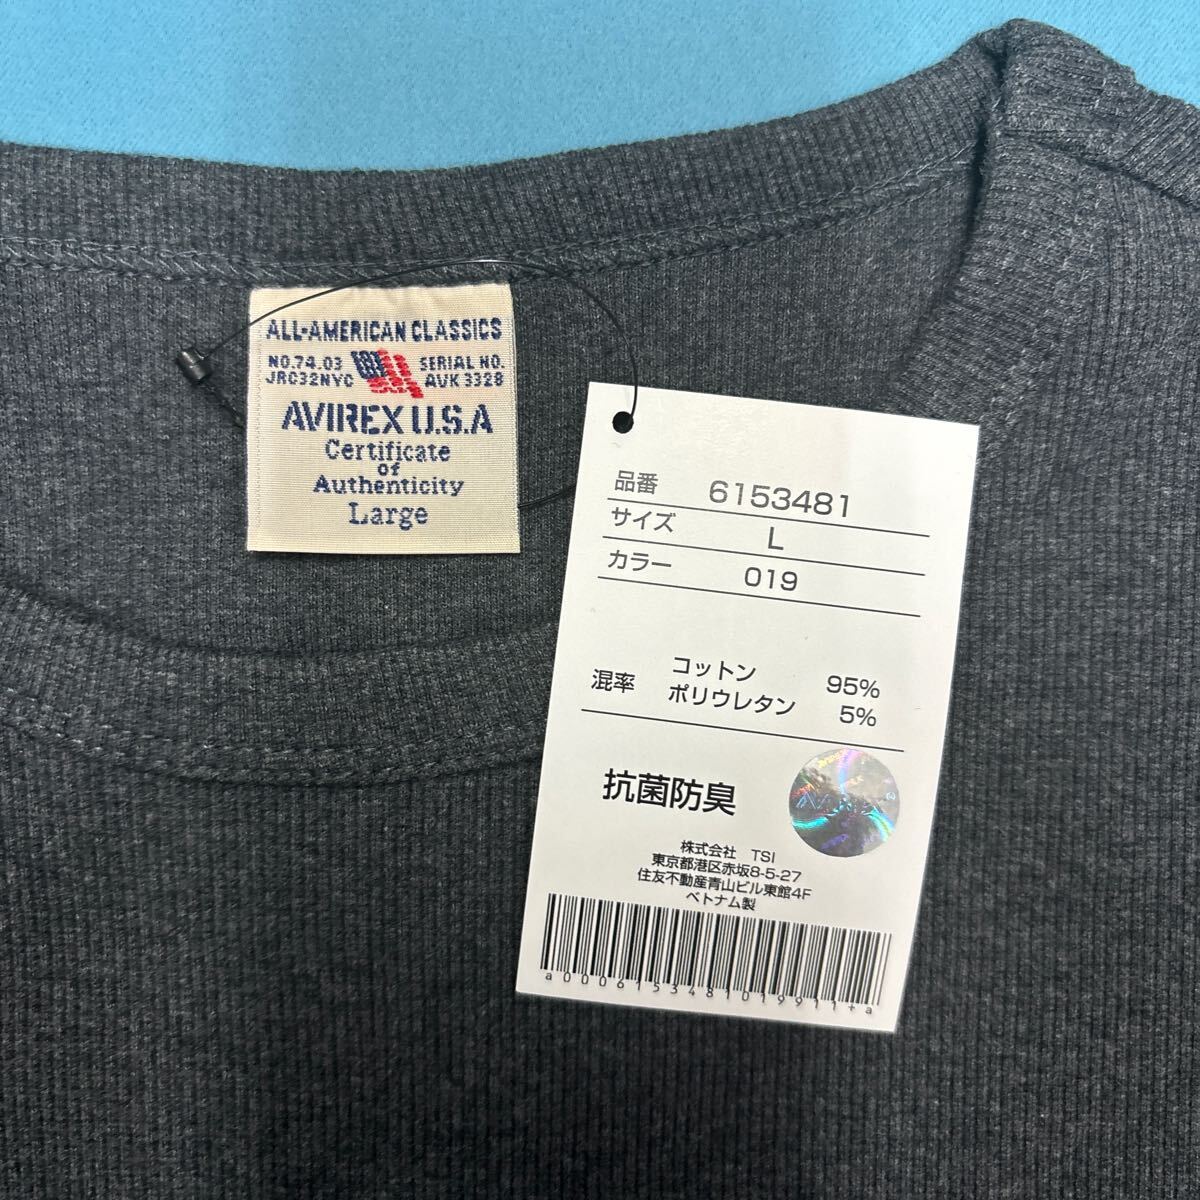 ALL-AMERICAN CLASSICS
NO.74.03
JRC32NYC
SERIAL NO.
AVK 3328
AVIREX U.S.A
Certificate
of
Authenticity
Large
品番 6153481
サイズ L
カラー 019
混率 コットン 95%
ポリウレタン 5%
抗菌防臭
株式会社 TSI
東京都港区赤坂8-5-27
住友不動産青山ビル東館4F
ベトナム製
a0006153481019911+a